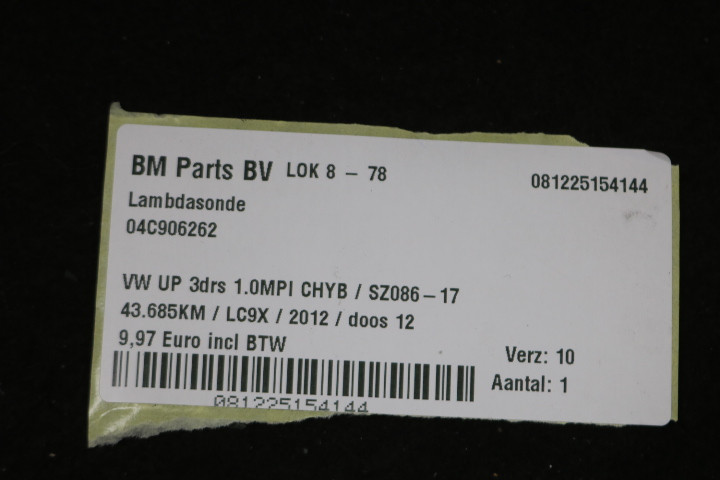 BM Parts BV LOK 8 - 78
081225154144
Lambdasonde
04C906262
VW UP 3drs 1.0MPI CHYB / SZ086-17
43.685KM / LC9X / 2012 / doos 12
9,97 Euro incl BTW
Verz: 10
Aantal: 1
081225154144